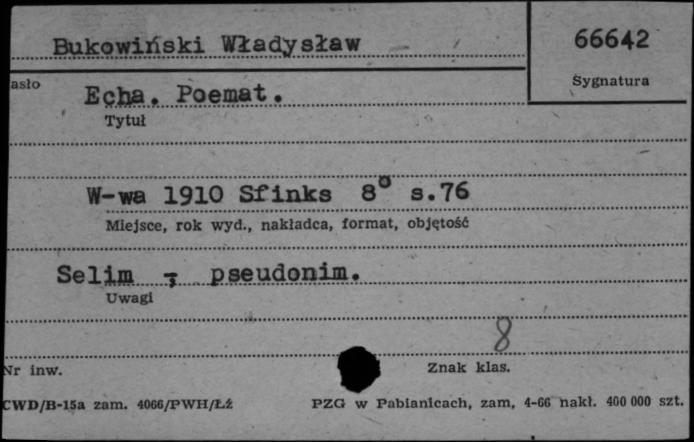 Bukowiński Władysław
66642
Sygnatura
asło
Echa. Poemat.
Tytuł
W-wa 1910 Sfinks 8° s.76
Miejsce, rok wyd., nakładca, format, objętość
Selim -, pseudonim.
Uwagi
8
Nr inw.
Znak klas.
CWD/B-15a zam. 4066/PWH/Łż
PZG w Pabianicach, zam, 4-66 nakł. 400 000 szt.